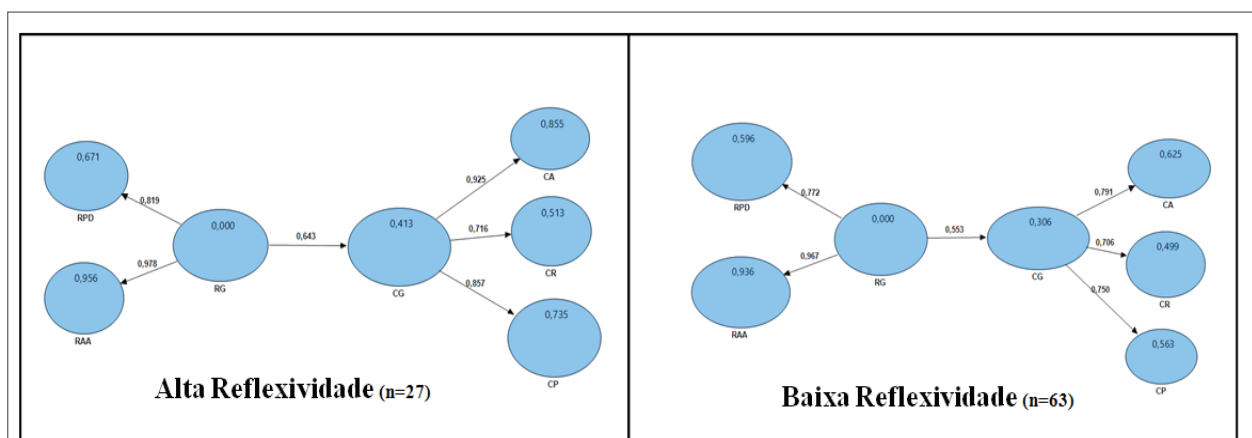 0,671
RPD
0,819
0,956
RAA
0,978
0,000
RG
0,643
0,413
CG
0,925
0,855
CA
0,716
0,513
CR
0,857
0,735
CP
Alta Reflexividade (n=27)
0,596
RPD
0,772
0,936
RAA
0,967
0,000
RG
0,553
0,306
CG
0,791
0,625
CA
0,706
0,499
CR
0,750
0,563
CP
Baixa Reflexividade (n=63)